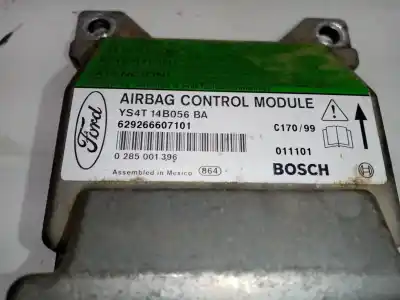 AIRBAG CONTROL MODULE
Ford
YS4T 14B056 BA
629266607101
C170/99
0 285 001 396
011101
Assembled in Mexico
864
BOSCH